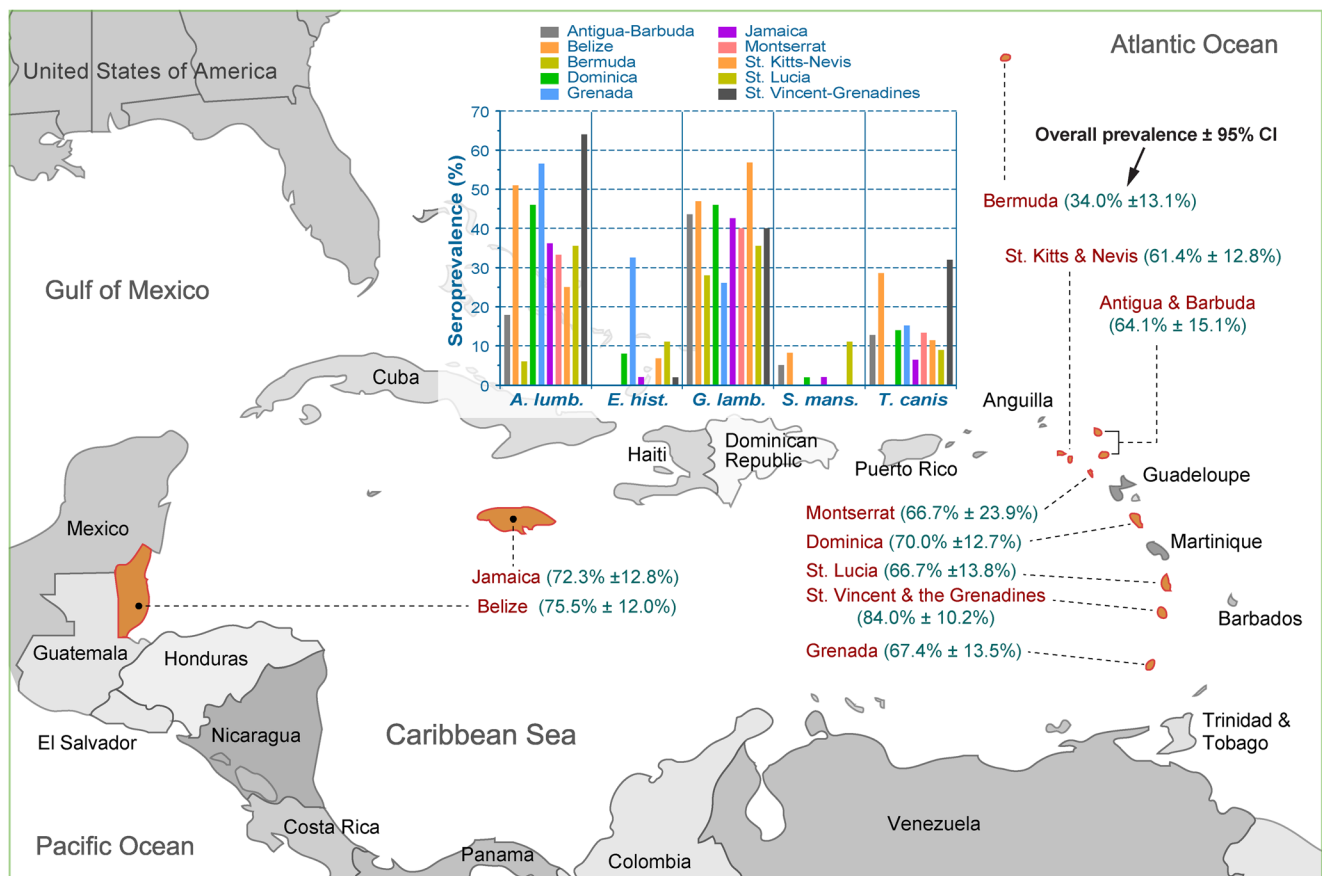 United States of America
Atlantic Ocean
Gulf of Mexico
Antigua-Barbuda
Belize
Bermuda
Dominica
Grenada
Jamaica
Montserrat
St. Kitts-Nevis
St. Lucia
St. Vincent-Grenadines
Seroprevalence (%)
70
60
50
40
30
20
10
0
A. lumb.
E. hist.
G. lamb.
S. mans.
T. canis
Overall prevalence ± 95% CI
Bermuda (34.0% ±13.1%)
St. Kitts & Nevis (61.4% ± 12.8%)
Antigua & Barbuda
(64.1% ± 15.1%)
Cuba
Haiti
Dominican
Republic
Puerto Rico
Anguilla
Guadeloupe
Mexico
Montserrat (66.7% ± 23.9%)
Dominica (70.0% ±12.7%)
Martinique
St. Lucia (66.7% ±13.8%)
St. Vincent & the Grenadines
(84.0% ± 10.2%)
Barbados
Grenada (67.4% ± 13.5%)
Jamaica (72.3% ±12.8%)
Belize (75.5% ± 12.0%)
Guatemala
Honduras
El Salvador
Nicaragua
Caribbean Sea
Trinidad &
Tobago
Costa Rica
Pacific Ocean
Panama
Colombia
Venezuela